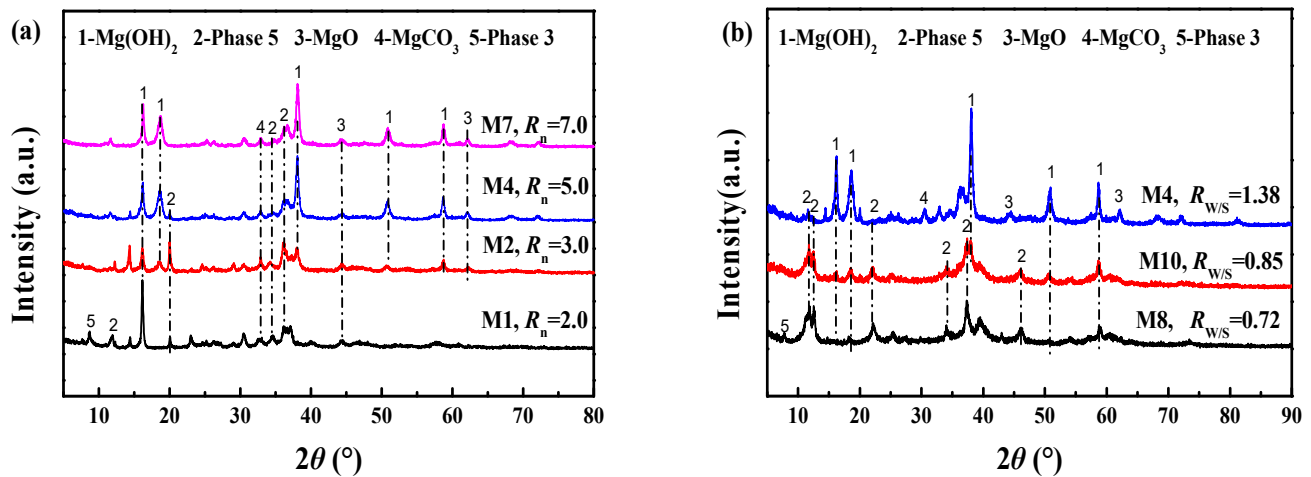 (a)
1-Mg(OH)₂ 2-Phase 5 3-MgO 4-MgCO₃ 5-Phase 3
1 1 4 2 2 1 3 1 1 3
M7, Rₙ=7.0
2
M4, Rₙ=5.0
M2, Rₙ=3.0
5 2
M1, Rₙ=2.0
Intensity (a.u.)
10 20 30 40 50 60 70 80
2θ (°)
(b)
1-Mg(OH)₂ 2-Phase 5 3-MgO 4-MgCO₃ 5-Phase 3
2 2 1 1 4 1 3 1 1 3
M4, R_W/S=1.38
2 2 2 2
M10, R_W/S=0.85
5
M8, R_W/S=0.72
Intensity(a.u.)
10 20 30 40 50 60 70 80 90
2θ (°)